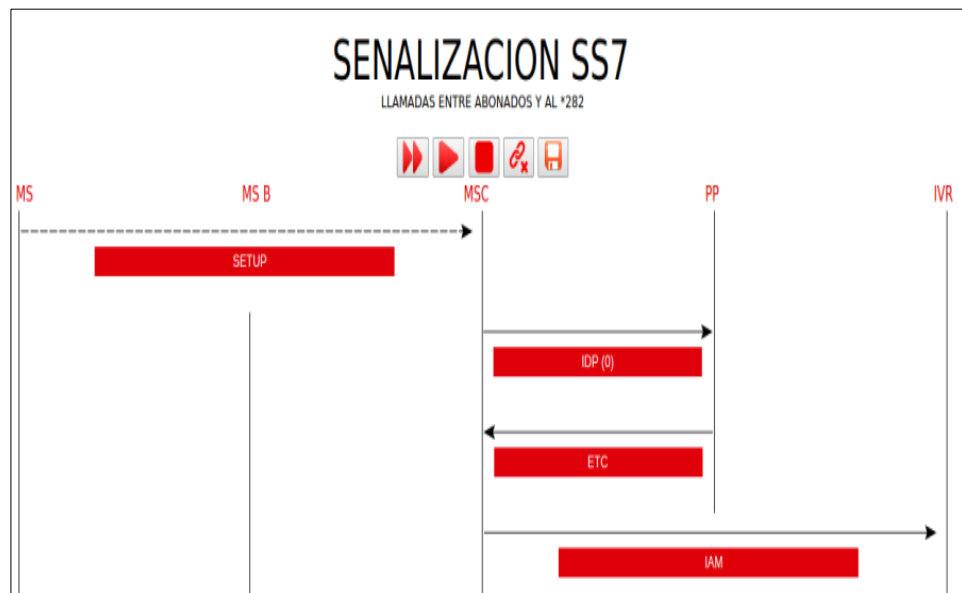 SENALIZACION SS7
LLAMADAS ENTRE ABONADOS Y AL *282
MS MS B MSC PP IVR
SETUP
IDP (0)
ETC
IAM